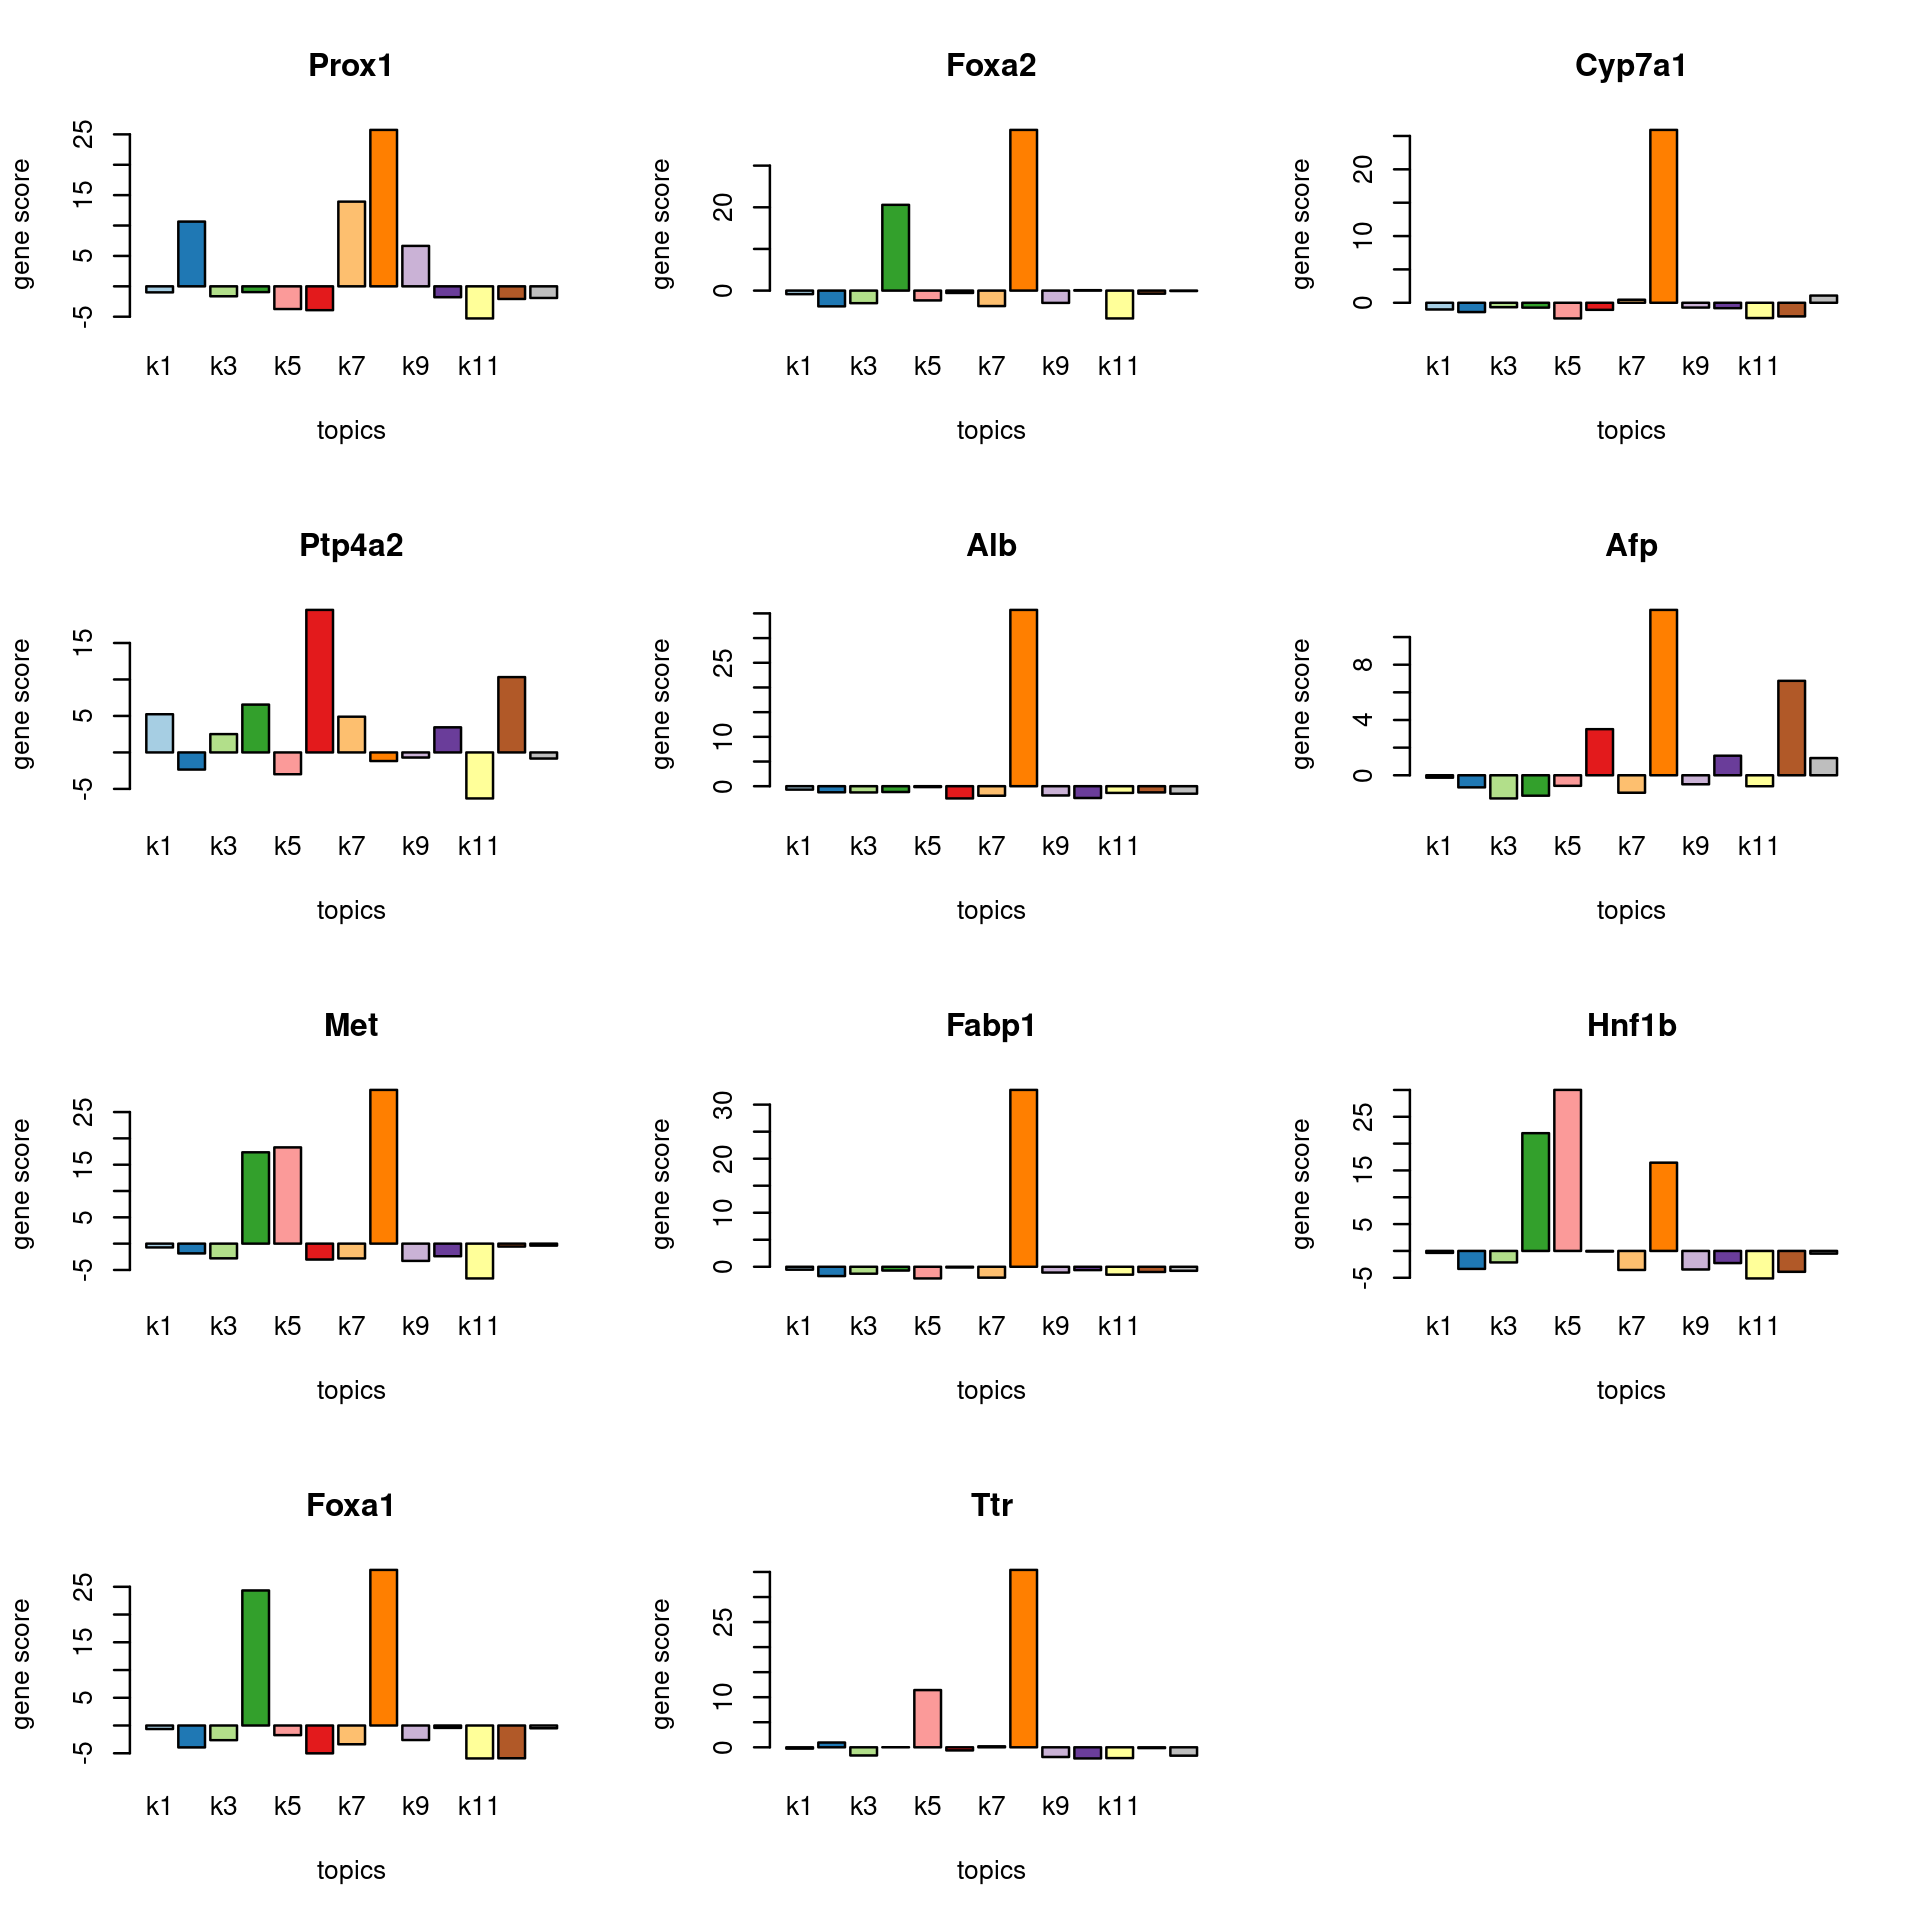 Prox1
gene score
-5 5 15 25
k1 k3 k5 k7 k9 k11
topics
Foxa2
gene score
0 20
k1 k3 k5 k7 k9 k11
topics
Cyp7a1
gene score
0 10 20
k1 k3 k5 k7 k9 k11
topics
Ptp4a2
gene score
-5 5 15
k1 k3 k5 k7 k9 k11
topics
Alb
gene score
0 10 25
k1 k3 k5 k7 k9 k11
topics
Afp
gene score
0 4 8
k1 k3 k5 k7 k9 k11
topics
Met
gene score
-5 5 15 25
k1 k3 k5 k7 k9 k11
topics
Fabp1
gene score
0 10 20 30
k1 k3 k5 k7 k9 k11
topics
Hnf1b
gene score
-5 5 15 25
k1 k3 k5 k7 k9 k11
topics
Foxa1
gene score
-5 5 15 25
k1 k3 k5 k7 k9 k11
topics
Ttr
gene score
0 10 25
k1 k3 k5 k7 k9 k11
topics